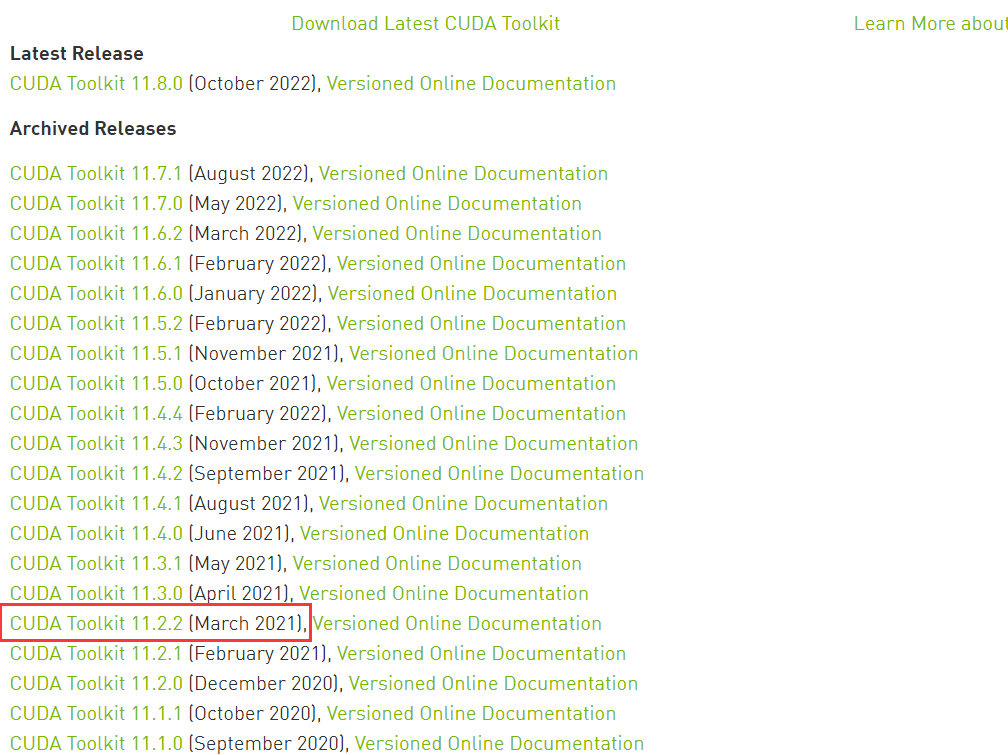 Download Latest CUDA Toolkit Learn More about
Latest Release
CUDA Toolkit 11.8.0 (October 2022), Versioned Online Documentation
Archived Releases
CUDA Toolkit 11.7.1 (August 2022), Versioned Online Documentation
CUDA Toolkit 11.7.0 (May 2022), Versioned Online Documentation
CUDA Toolkit 11.6.2 (March 2022), Versioned Online Documentation
CUDA Toolkit 11.6.1 (February 2022), Versioned Online Documentation
CUDA Toolkit 11.6.0 (January 2022), Versioned Online Documentation
CUDA Toolkit 11.5.2 (February 2022), Versioned Online Documentation
CUDA Toolkit 11.5.1 (November 2021), Versioned Online Documentation
CUDA Toolkit 11.5.0 (October 2021), Versioned Online Documentation
CUDA Toolkit 11.4.4 (February 2022), Versioned Online Documentation
CUDA Toolkit 11.4.3 (November 2021), Versioned Online Documentation
CUDA Toolkit 11.4.2 (September 2021), Versioned Online Documentation
CUDA Toolkit 11.4.1 (August 2021), Versioned Online Documentation
CUDA Toolkit 11.4.0 (June 2021), Versioned Online Documentation
CUDA Toolkit 11.3.1 (May 2021), Versioned Online Documentation
CUDA Toolkit 11.3.0 (April 2021), Versioned Online Documentation
CUDA Toolkit 11.2.2 (March 2021), Versioned Online Documentation
CUDA Toolkit 11.2.1 (February 2021), Versioned Online Documentation
CUDA Toolkit 11.2.0 (December 2020), Versioned Online Documentation
CUDA Toolkit 11.1.1 (October 2020), Versioned Online Documentation
CUDA Toolkit 11.1.0 (September 2020), Versioned Online Documentation